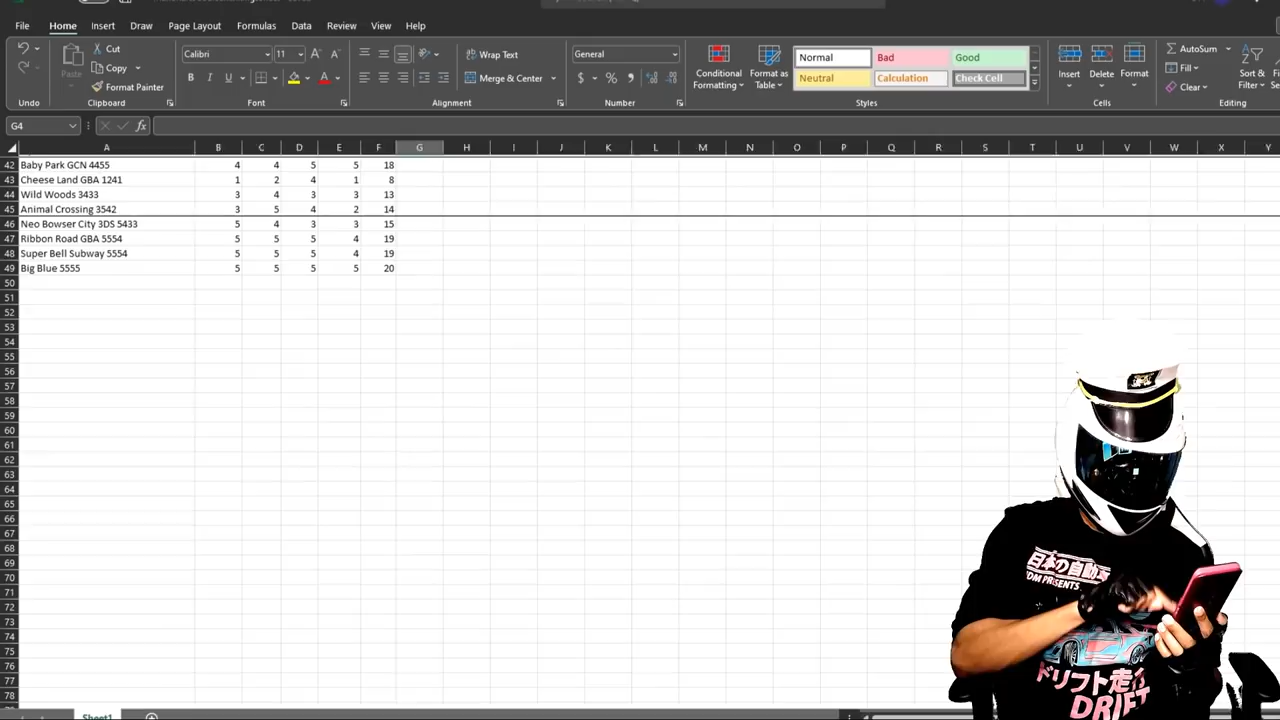 File Home Insert Draw Page Layout Formulas Data Review View Help
Cut
Copy
Format Painter
Paste
Calibri 11
B I U
Wrap Text
Merge & Center
General
$ % 9
Conditional Formatting
Format as Table
Normal Bad Good
Neutral Calculation Check Cell
Insert Delete Format
AutoSum
Fill
Clear
Sort & Filter
Undo Clipboard Font Alignment Number Styles Cells Editing
G4 fx
A B C D E F G H I J K L M N O P Q R S T U V W X Y
42 Baby Park GCN 4455 4 4 5 5 18
43 Cheese Land GBA 1241 1 2 4 1 8
44 Wild Woods 3433 3 4 3 3 13
45 Animal Crossing 3542 3 5 4 2 14
46 Neo Bowser City 3DS 5433 5 4 3 3 15
47 Ribbon Road GBA 5554 5 5 5 4 19
48 Super Bell Subway 5554 5 5 5 4 19
49 Big Blue 5555 5 5 5 5 20
50
51
52
53
54
55
56
57
58
59
60
61
62
63
64
65
66
67
68
69
70
71
72
73
74
75
76
77
78
Sheet1
日本の自動車
JDM PRESENTS
ドリフト走行
DRIFT